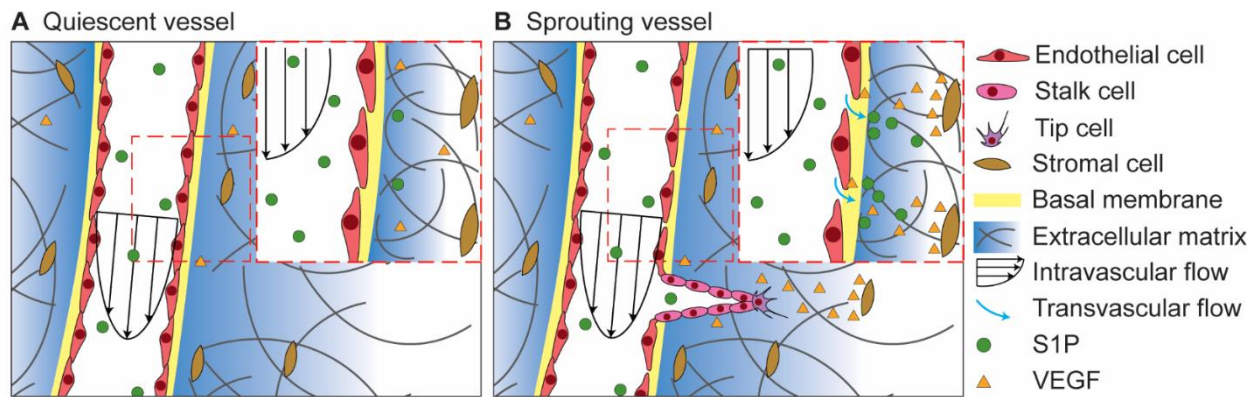 A Quiescent vessel
B Sprouting vessel
Endothelial cell
Stalk cell
Tip cell
Stromal cell
Basal membrane
Extracellular matrix
Intravascular flow
Transvascular flow
S1P
VEGF